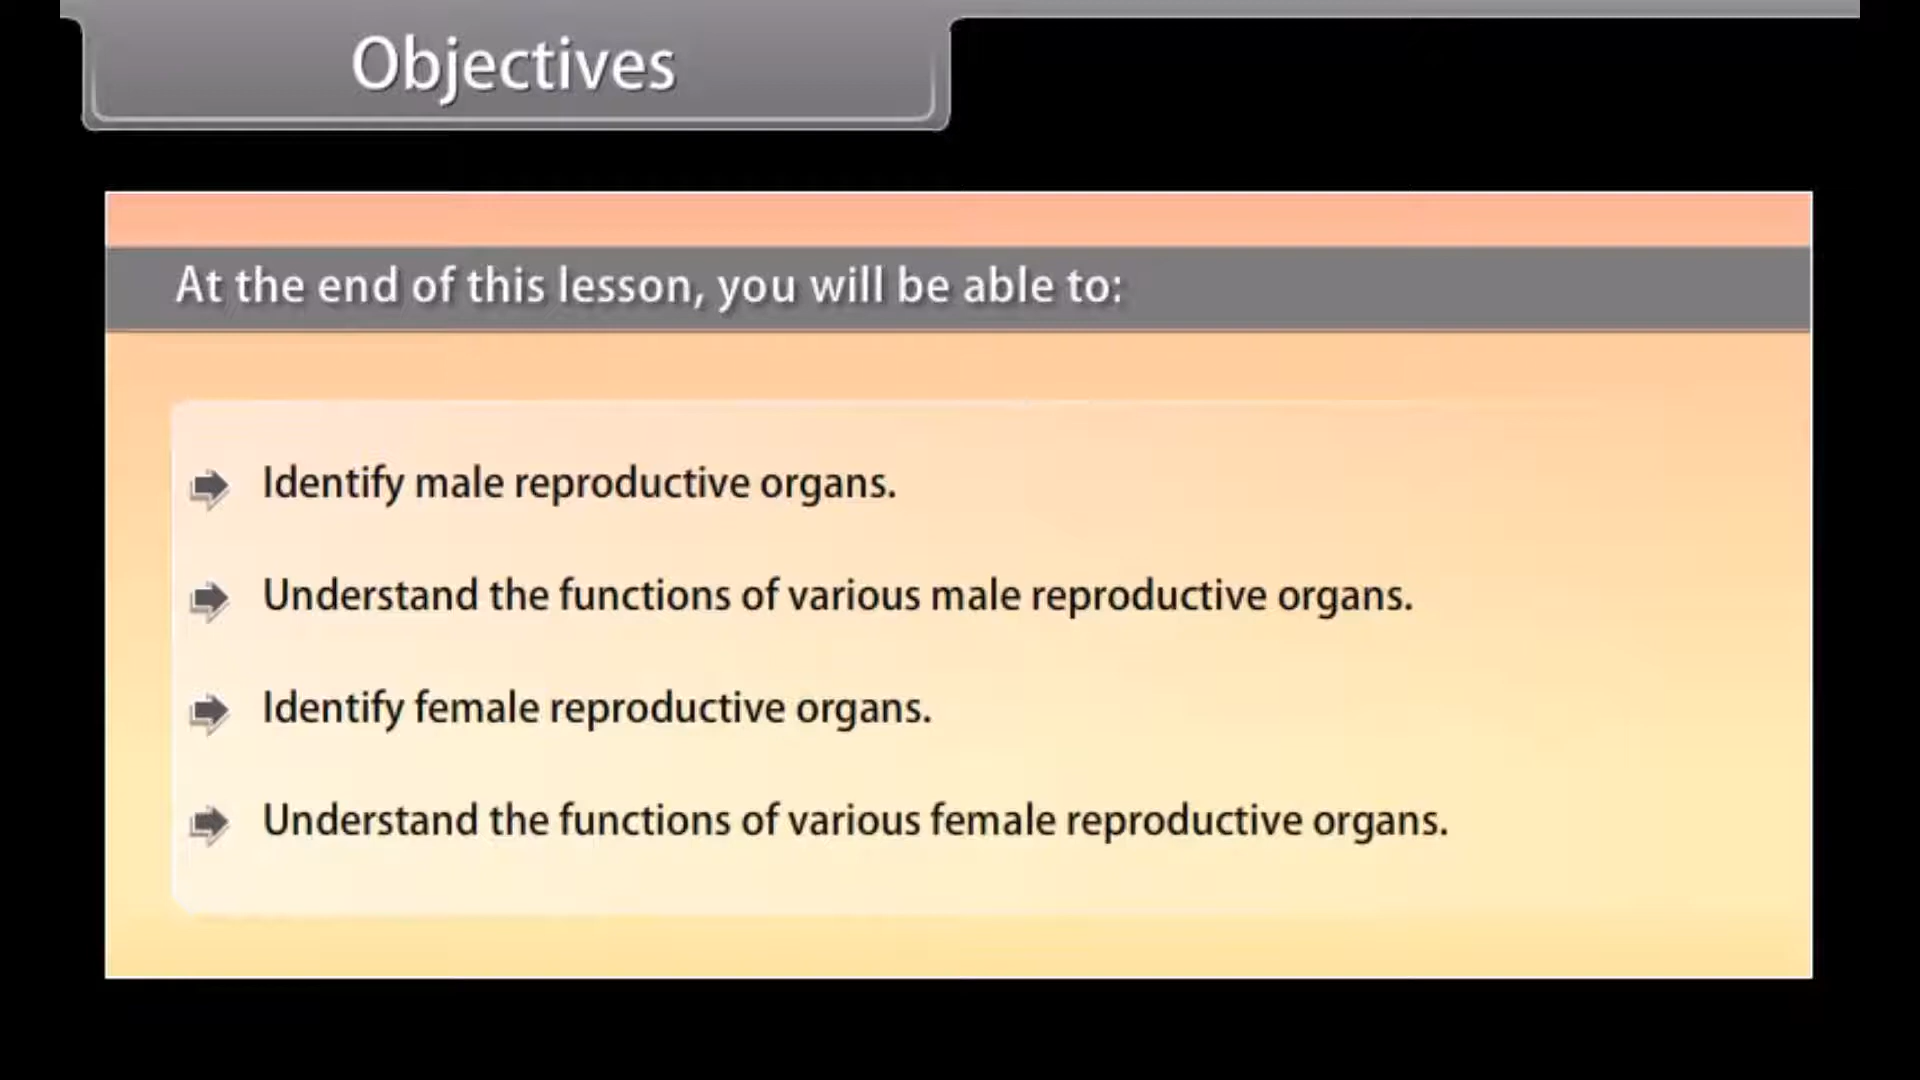 Objectives
At the end of this lesson, you will be able to:
Identify male reproductive organs.
Understand the functions of various male reproductive organs.
Identify female reproductive organs.
Understand the functions of various female reproductive organs.